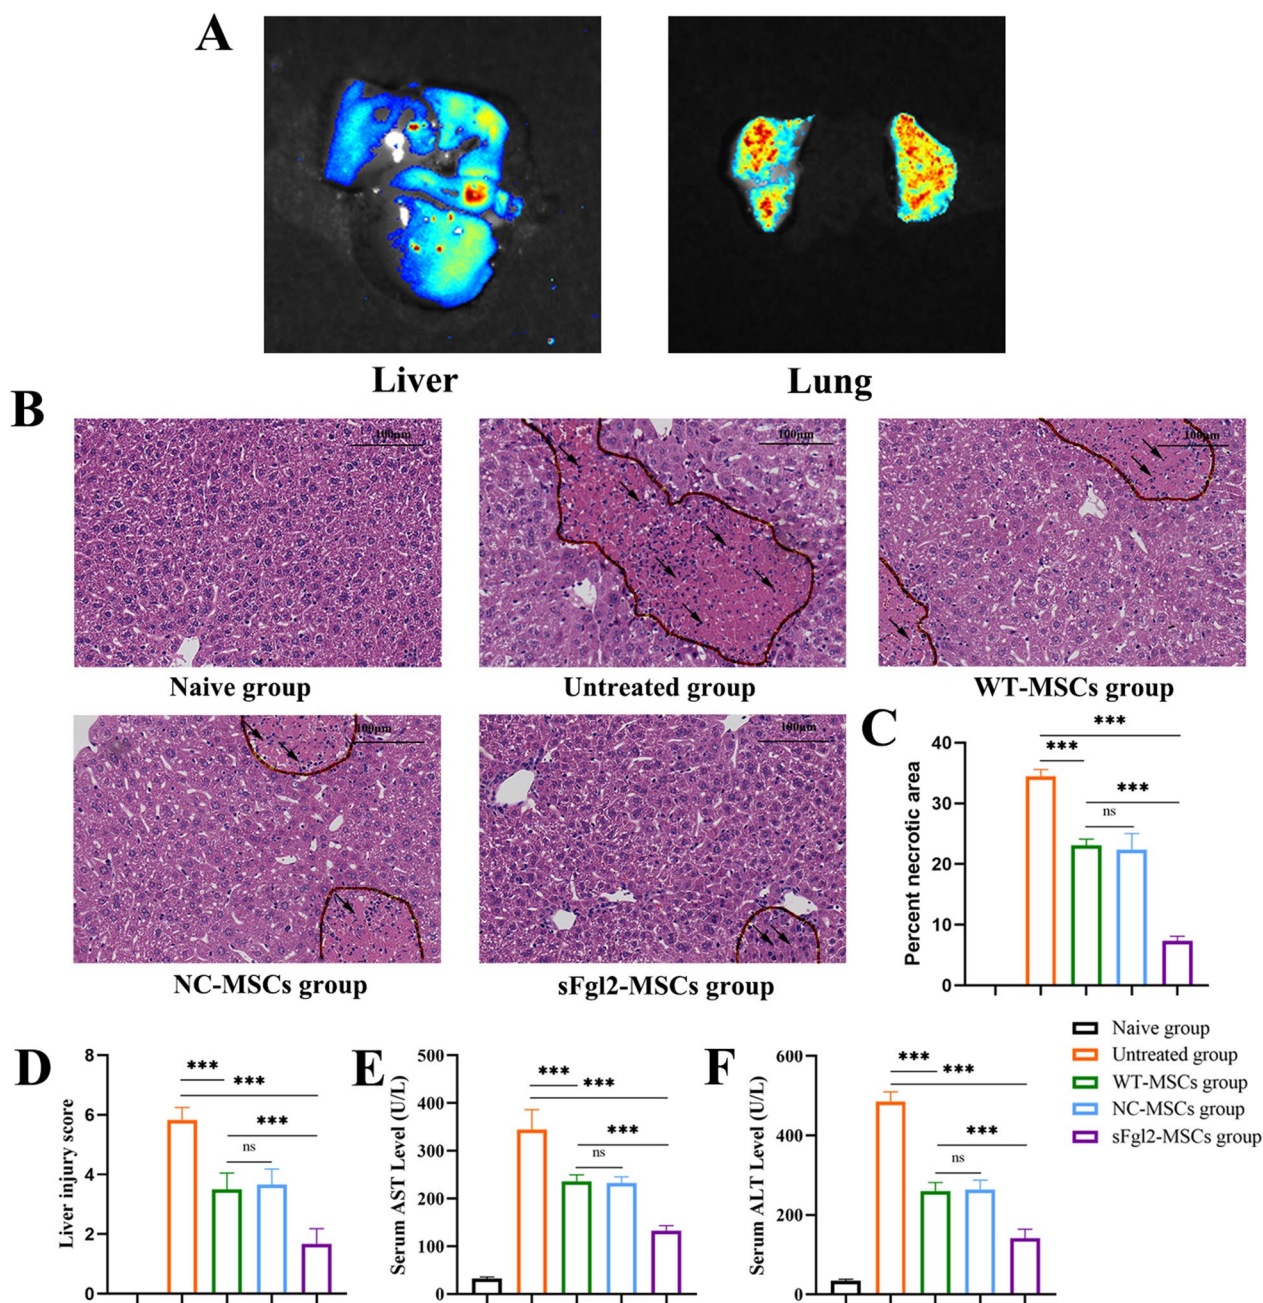 A
Liver
Lung
B
100μm
100μm
100μm
Naive group
Untreated group
WT-MSCs group
100μm
100μm
NC-MSCs group
sFgl2-MSCs group
C
***
***
***
ns
40
30
20
10
0
Percent necrotic area
Naive group
Untreated group
WT-MSCs group
NC-MSCs group
sFgl2-MSCs group
D
***
***
***
ns
8
6
4
2
0
Liver injury score
E
***
***
***
ns
500
400
300
200
100
0
Serum AST Level (U/L)
F
***
***
***
ns
600
400
200
0
Serum ALT Level (U/L)